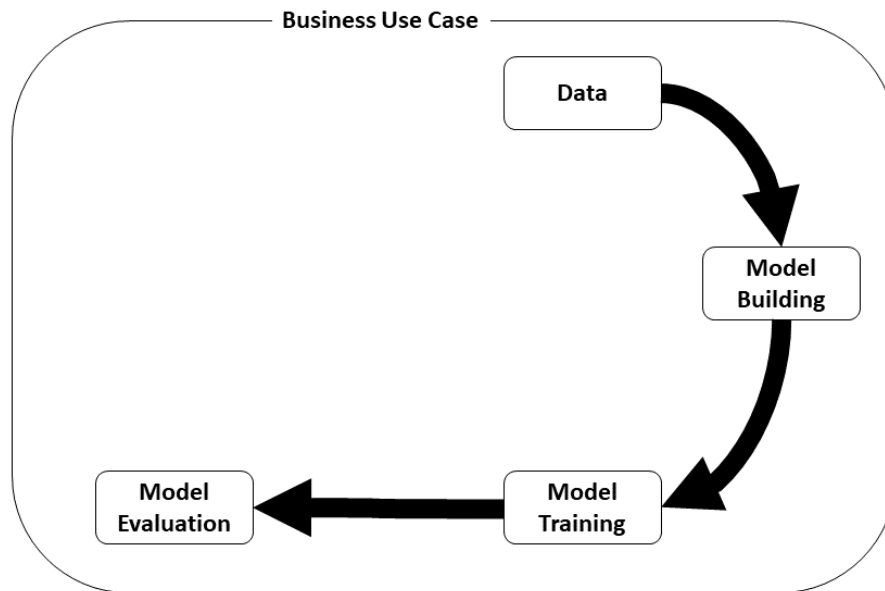 Business Use Case
Data
Model
Building
Model
Training
Model
Evaluation